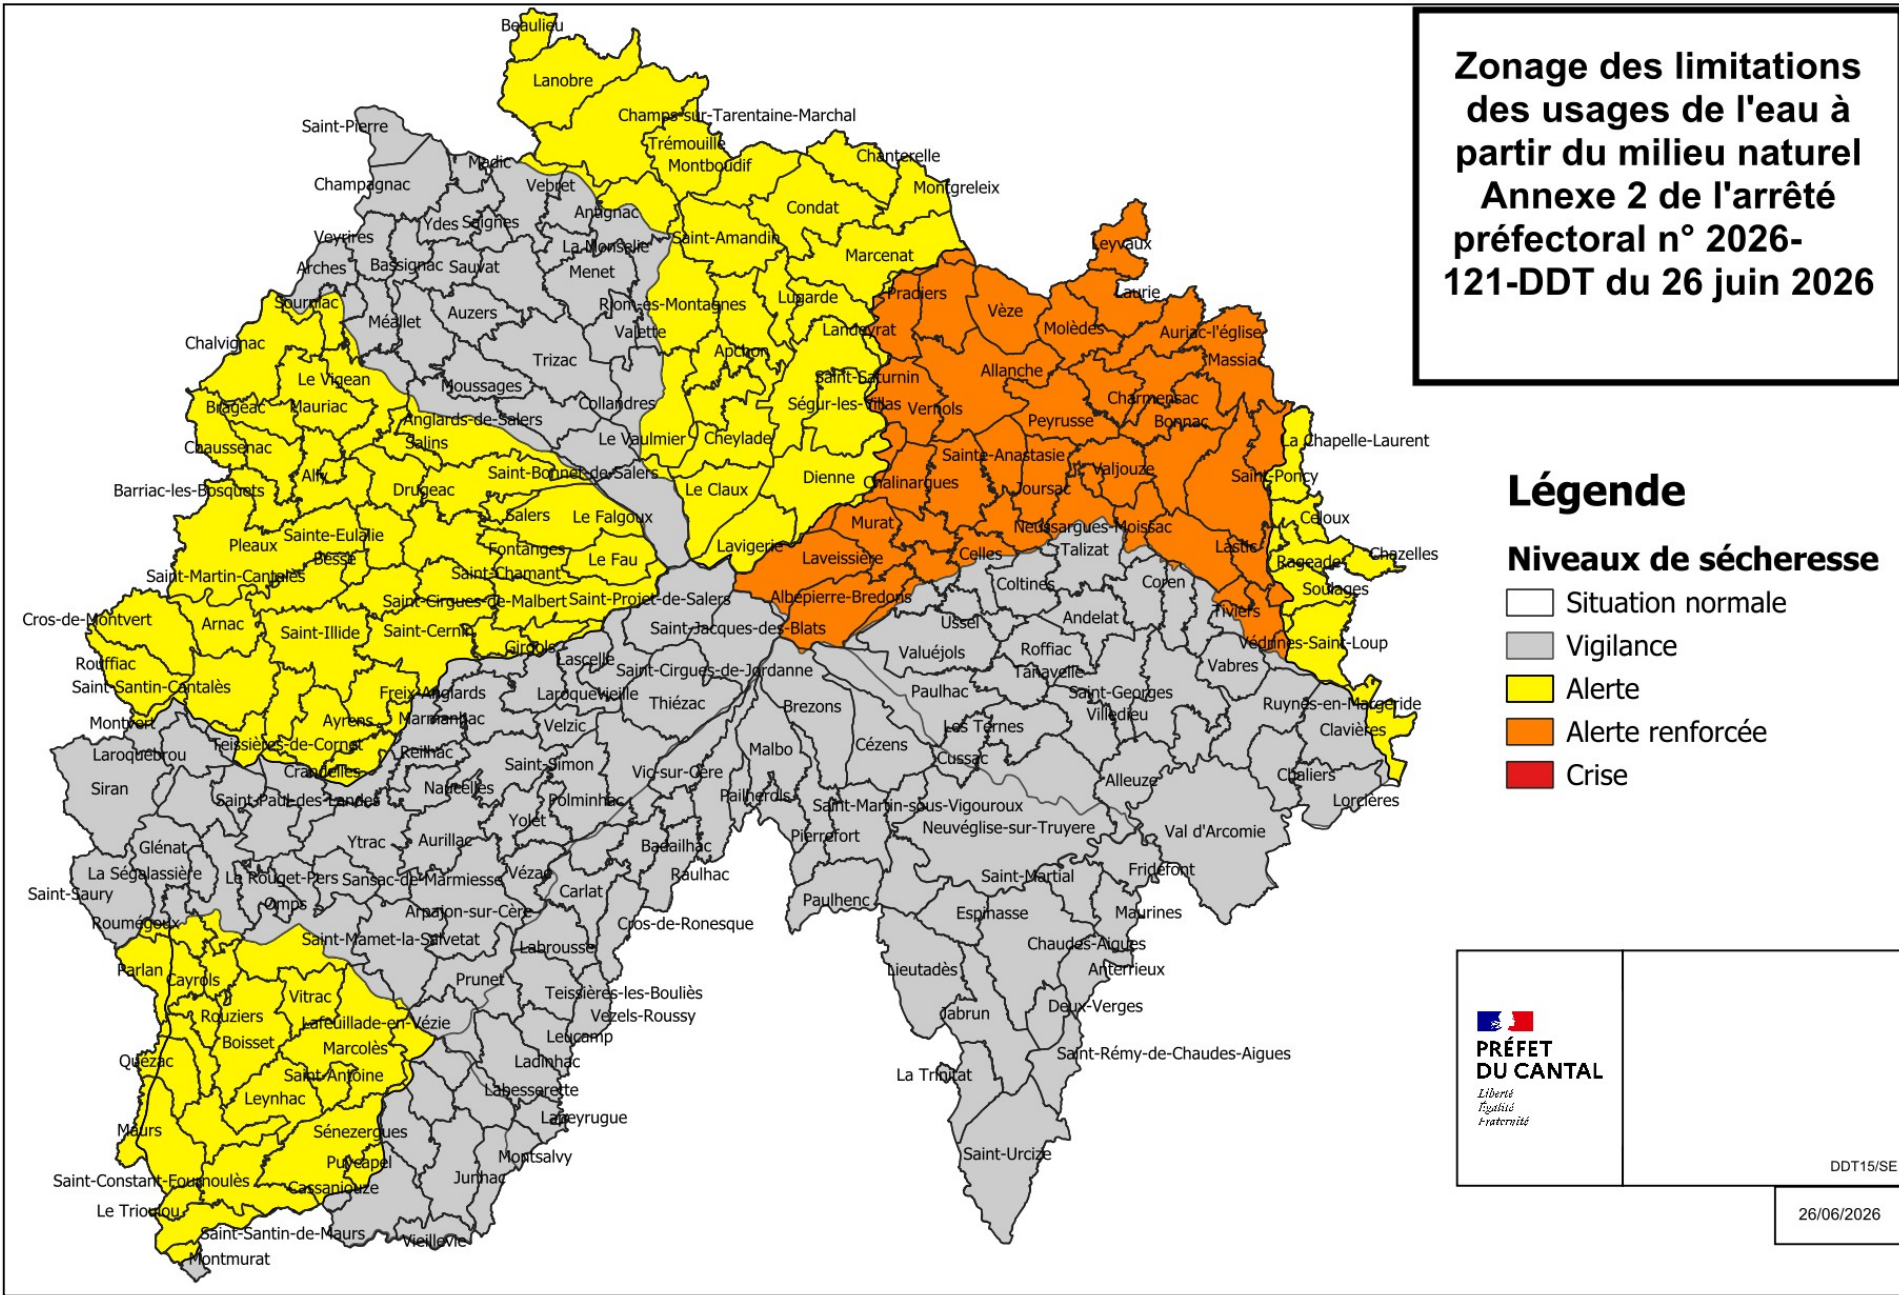 Zonage des limitations
des usages de l'eau à
partir du milieu naturel
Annexe 2 de l'arrêté
préfectoral n° 2026-
121-DDT du 26 juin 2026
Légende
Niveaux de sécheresse
Situation normale
Vigilance
Alerte
Alerte renforcée
Crise
PRÉFET
DU CANTAL
Liberté
Égalité
Fraternité
DDT15/SE
26/06/2026
Beaulieu
Lanobre
Champs-sur-Tarentaine-Marchal
Saint-Pierre
Trémouille
Madic
Montboudif
Chanterelle
Champagnac
Vebret
Montgreleix
Antignac
Condat
Ydes
Saignes
Veyrires
Saint-Amandin
La Monselie
Leyvaux
Marcenat
Arches
Bassignac
Sauvat
Menet
Sourniac
Riom-ès-Montagnes
Lugarde
Pradiers
Laurie
Méallet
Auzers
Vèze
Valette
Landeyrat
Molèdes
Auriac-l'église
Chalvignac
Trizac
Apchon
Massiac
Le Vigean
Moussages
Saint-Saturnin
Allanche
Brageac
Mauriac
Collandres
Ségur-les-Villas
Vernols
Charmensac
Anglards-de-Salers
Peyrusse
Bonnac
Chaussenac
Salins
Le Vaulmier
Cheylade
La Chapelle-Laurent
Sainte-Anastasie
Ally
Saint-Bonnet-de-Salers
Dienne
Valjouze
Saint-Poncy
Barriac-les-Bosquets
Drugeac
Le Claux
Chalinargues
Joursac
Salers
Le Falgoux
Murat
Neussargues-Moissac
Céloux
Pleaux
Sainte-Eulalie
Fontanges
Lavigerie
Lastic
Besse
Le Fau
Laveissière
Celles
Talizat
Rageade
Chazelles
Saint-Martin-Cantalès
Saint-Chamant
Coltines
Coren
Soulages
Saint-Cirgues-de-Malbert
Saint-Projet-de-Salers
Albepierre-Bredons
Tiviers
Cros-de-Montvert
Arnac
Saint-Illide
Saint-Cernin
Saint-Jacques-des-Blats
Ussel
Andelat
Girgols
Védrines-Saint-Loup
Rouffiac
Lascelle
Saint-Cirgues-de-Jordanne
Valuéjols
Roffiac
Vabres
Saint-Santin-Cantalès
Freix-Anglards
Laroquevieille
Thiézac
Paulhac
Tanavelle
Saint-Georges
Ruynes-en-Margeride
Montvert
Ayrens
Marmanhac
Velzic
Brezons
Les Ternes
Villedieu
Clavières
Laroquebrou
Teissières-de-Cornet
Reilhac
Malbo
Cézens
Cussac
Crandelles
Saint-Simon
Vic-sur-Cère
Alleuze
Chaliers
Siran
Saint-Paul-des-Landes
Naucelles
Polminhac
Pailherols
Saint-Martin-sous-Vigouroux
Lorcières
Yolet
Neuvéglise-sur-Truyere
Val d'Arcomie
Glénat
Ytrac
Aurillac
Badailhac
Pierrefort
La Ségalassière
Le Rouget-Pers
Sansac-de-Marmiesse
Vézac
Raulhac
Saint-Martial
Fridefont
Saint-Saury
Omps
Carlat
Paulhenc
Arpajon-sur-Cère
Espinasse
Maurines
Roumégoux
Cros-de-Ronesque
Saint-Mamet-la-Salvetat
Labrousse
Chaudes-Aigues
Parlan
Cayrols
Prunet
Lieutadès
Anterrieux
Vitrac
Teissières-les-Bouliès
Rouziers
Lafeuillade-en-Vézie
Vezels-Roussy
Jabrun
Deux-Verges
Boisset
Marcolès
Leucamp
Quézac
Ladinhac
Saint-Rémy-de-Chaudes-Aigues
Saint-Antoine
La Trinitat
Leynhac
Labesserette
Lapeyrugue
Maurs
Sénezergues
Montsalvy
Saint-Urcize
Puycapel
Saint-Constant-Fournoulès
Cassaniouze
Junhac
Le Trioulou
Saint-Santin-de-Maurs
Vieillevie
Montmurat